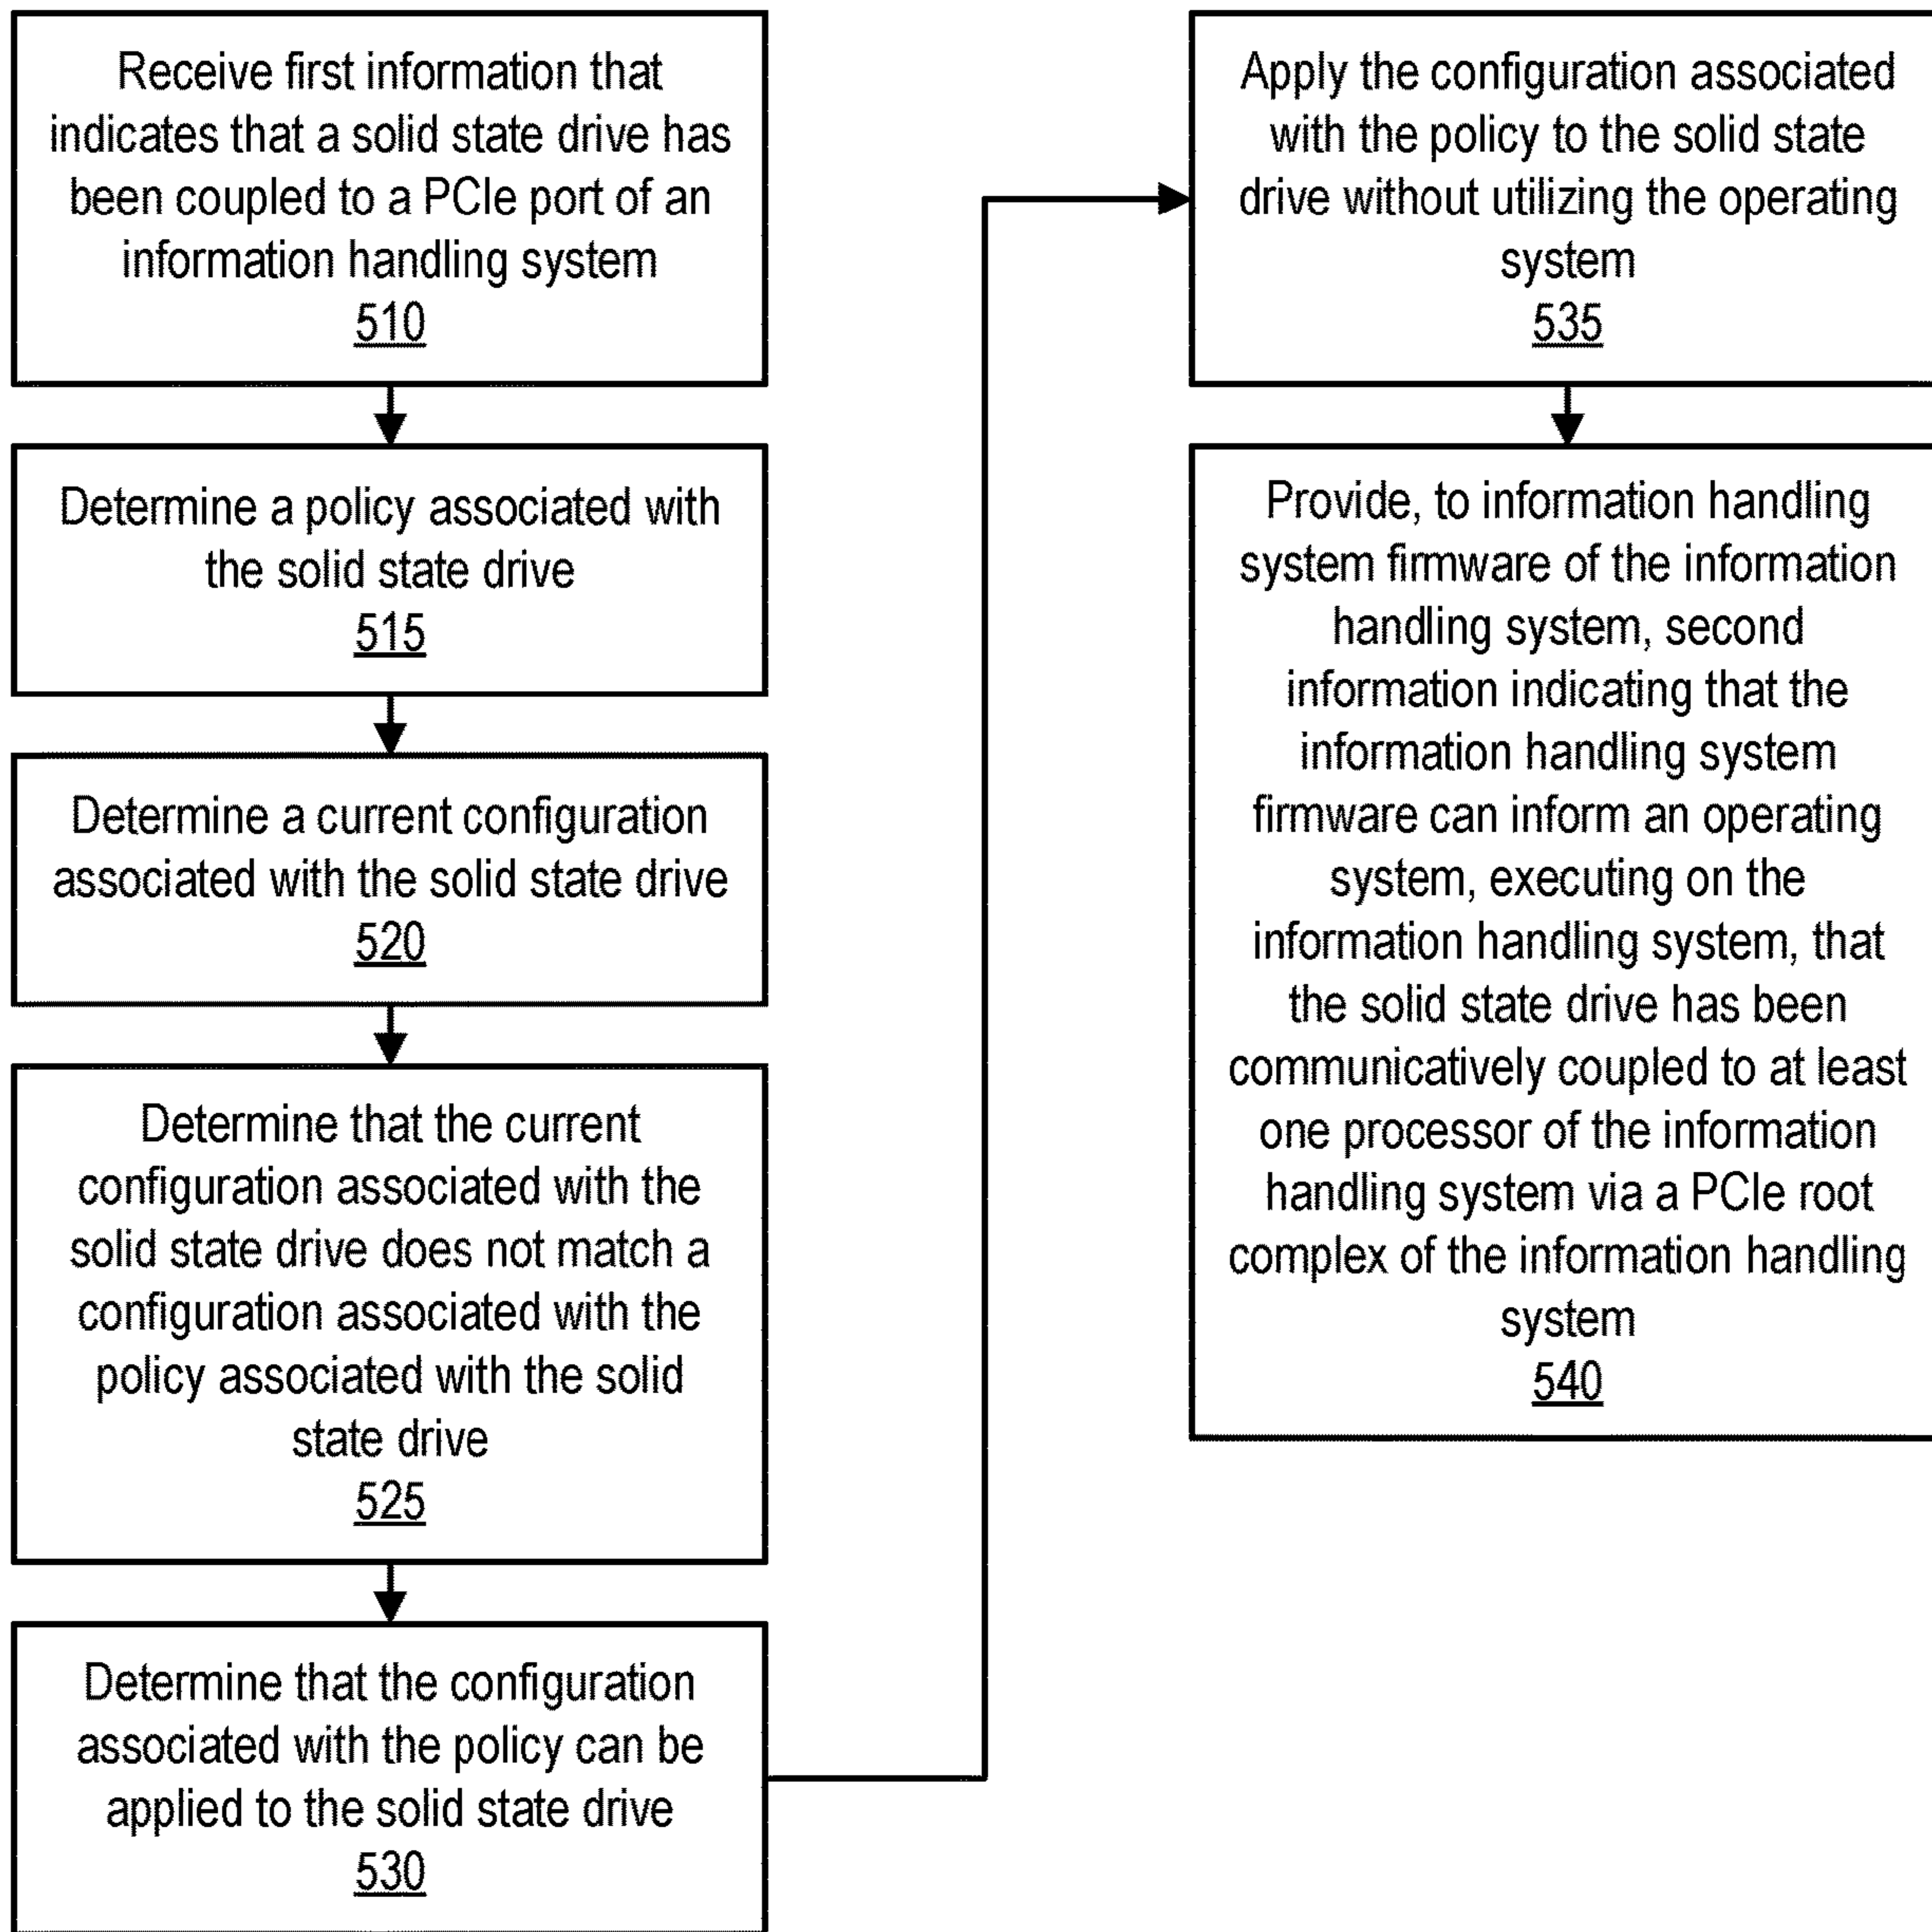 Receive first information that
indicates that a solid state drive has
been coupled to a PCIe port of an
information handling system
510
Determine a policy associated with
the solid state drive
515
Determine a current configuration
associated with the solid state drive
520
Determine that the current
configuration associated with the
solid state drive does not match a
configuration associated with the
policy associated with the solid
state drive
525
Determine that the configuration
associated with the policy can be
applied to the solid state drive
530
Apply the configuration associated
with the policy to the solid state
drive without utilizing the operating
system
535
Provide, to information handling
system firmware of the information
handling system, second
information indicating that the
information handling system
firmware can inform an operating
system, executing on the
information handling system, that
the solid state drive has been
communicatively coupled to at least
one processor of the information
handling system via a PCIe root
complex of the information handling
system
540